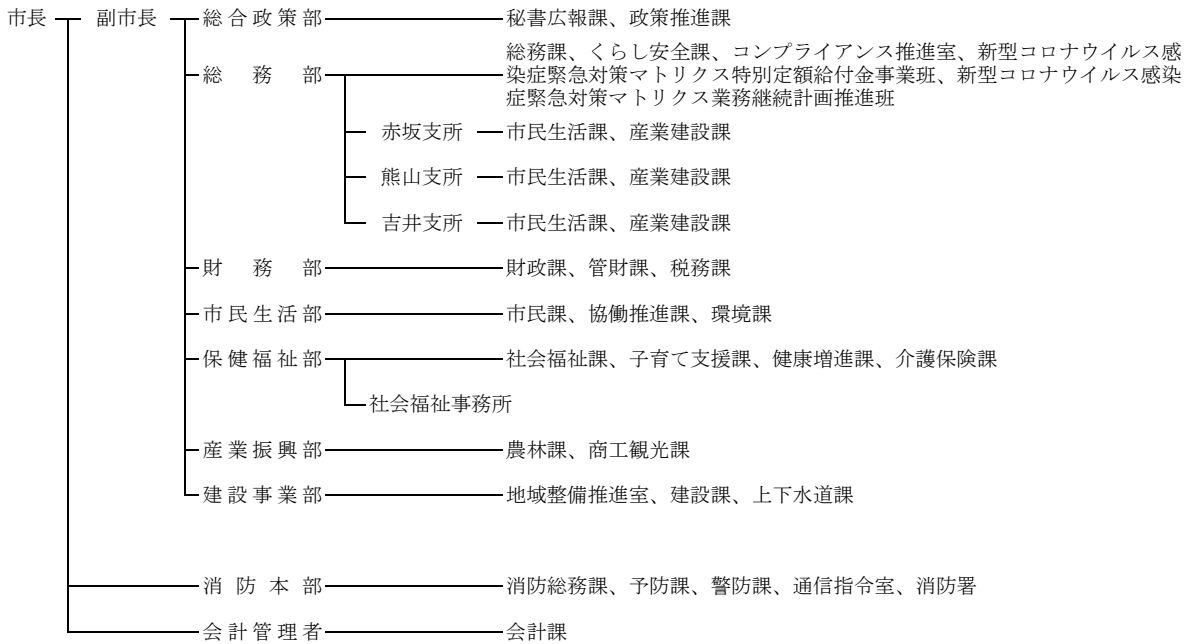 市長 副市長 総合政策部 秘書広報課、政策推進課
総務部 総務課、くらし安全課、コンプライアンス推進室、新型コロナウイルス感
染症緊急対策マトリクス特別定額給付金事業班、新型コロナウイルス感染
症緊急対策マトリクス業務継続計画推進班
赤坂支所 市民生活課、産業建設課
熊山支所 市民生活課、産業建設課
吉井支所 市民生活課、産業建設課
財務部 財政課、管財課、税務課
市民生活部 市民課、協働推進課、環境課
保健福祉部 社会福祉課、子育て支援課、健康増進課、介護保険課
社会福祉事務所
産業振興部 農林課、商工観光課
建設事業部 地域整備推進室、建設課、上下水道課
消防本部 消防総務課、予防課、警防課、通信指令室、消防署
会計管理者 会計課